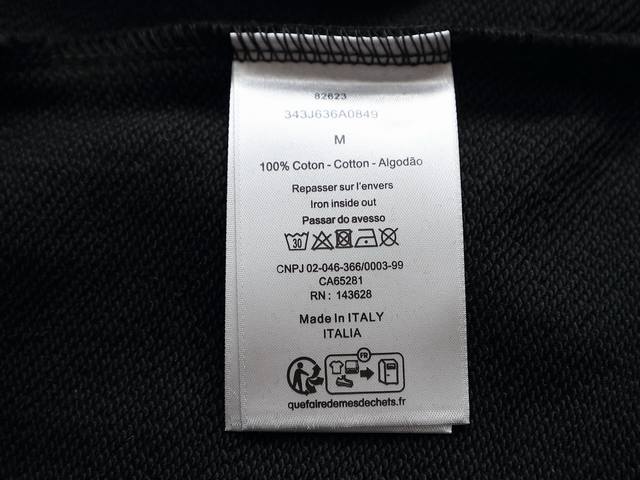 82623
343J636A0849
M
100% Coton - Cotton - Algodão
Repasser sur l'envers
Iron inside out
Passar do avesso
30
CNPJ 02-046-366/0003-99
CA65281
RN : 143628
Made In ITALY
ITALIA
FR
quefairedemesdechets.fr